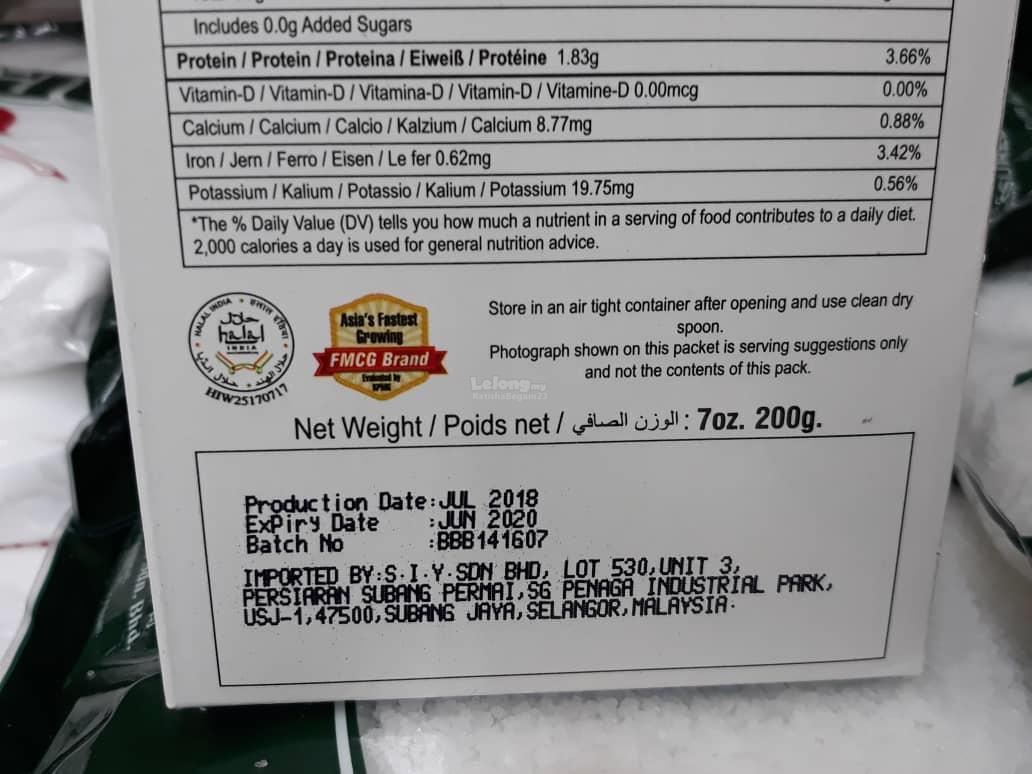 Includes 0.0g Added Sugars
Protein / Protein / Proteina / Eiweiß / Protéine 1.83g 3.66%
Vitamin-D / Vitamin-D / Vitamina-D / Vitamin-D / Vitamine-D 0.00mcg 0.00%
Calcium / Calcium / Calcio / Kalzium / Calcium 8.77mg 0.88%
Iron / Jern / Ferro / Eisen / Le fer 0.62mg 3.42%
Potassium / Kalium / Potassio / Kalium / Potassium 19.75mg 0.56%
*The % Daily Value (DV) tells you how much a nutrient in a serving of food contributes to a daily diet.
2,000 calories a day is used for general nutrition advice.
HALAL INDIA
حلال
halal
INDIA
HIW25170717
Asia's Fastest
Growing
FMCG Brand
Evaluated by
Store in an air tight container after opening and use clean dry
spoon.
Photograph shown on this packet is serving suggestions only
and not the contents of this pack.
Lelong.my
RatishaBegam23
Net Weight / Poids net / الوزن الصافي : 7oz. 200g.
Production Date:JUL 2018
ExPiry Date :JUN 2020
Batch No :BBB141607
IMPORTED BY:S.I.Y.SDN BHD, LOT 530,UNIT 3,
PERSIARAN SUBANG PERMAI,SG PENAGA INDUSTRIAL PARK,
USJ-1,47500,SUBANG JAYA,SELANGOR,MALAYSIA.